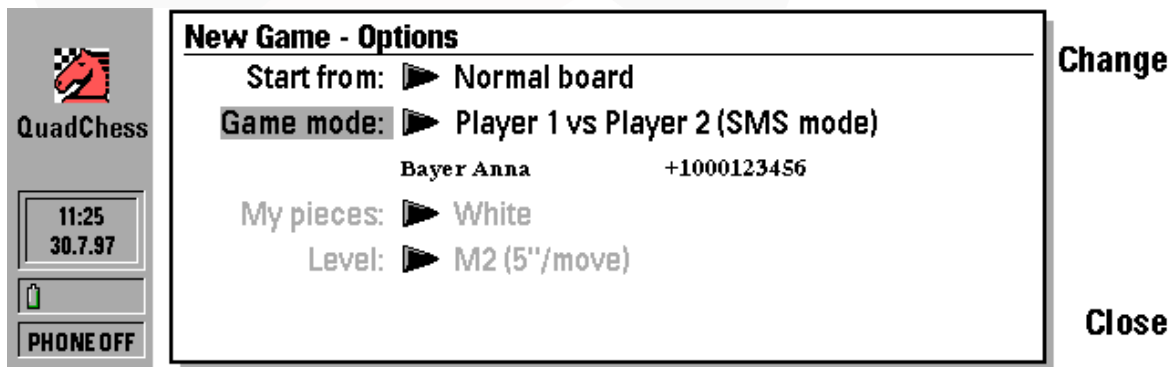 QuadChess
11:25
30.7.97
PHONE OFF
New Game - Options
Start from: Normal board
Game mode: Player 1 vs Player 2 (SMS mode)
Bayer Anna +1000123456
My pieces: White
Level: M2 (5"/move)
Change
Close